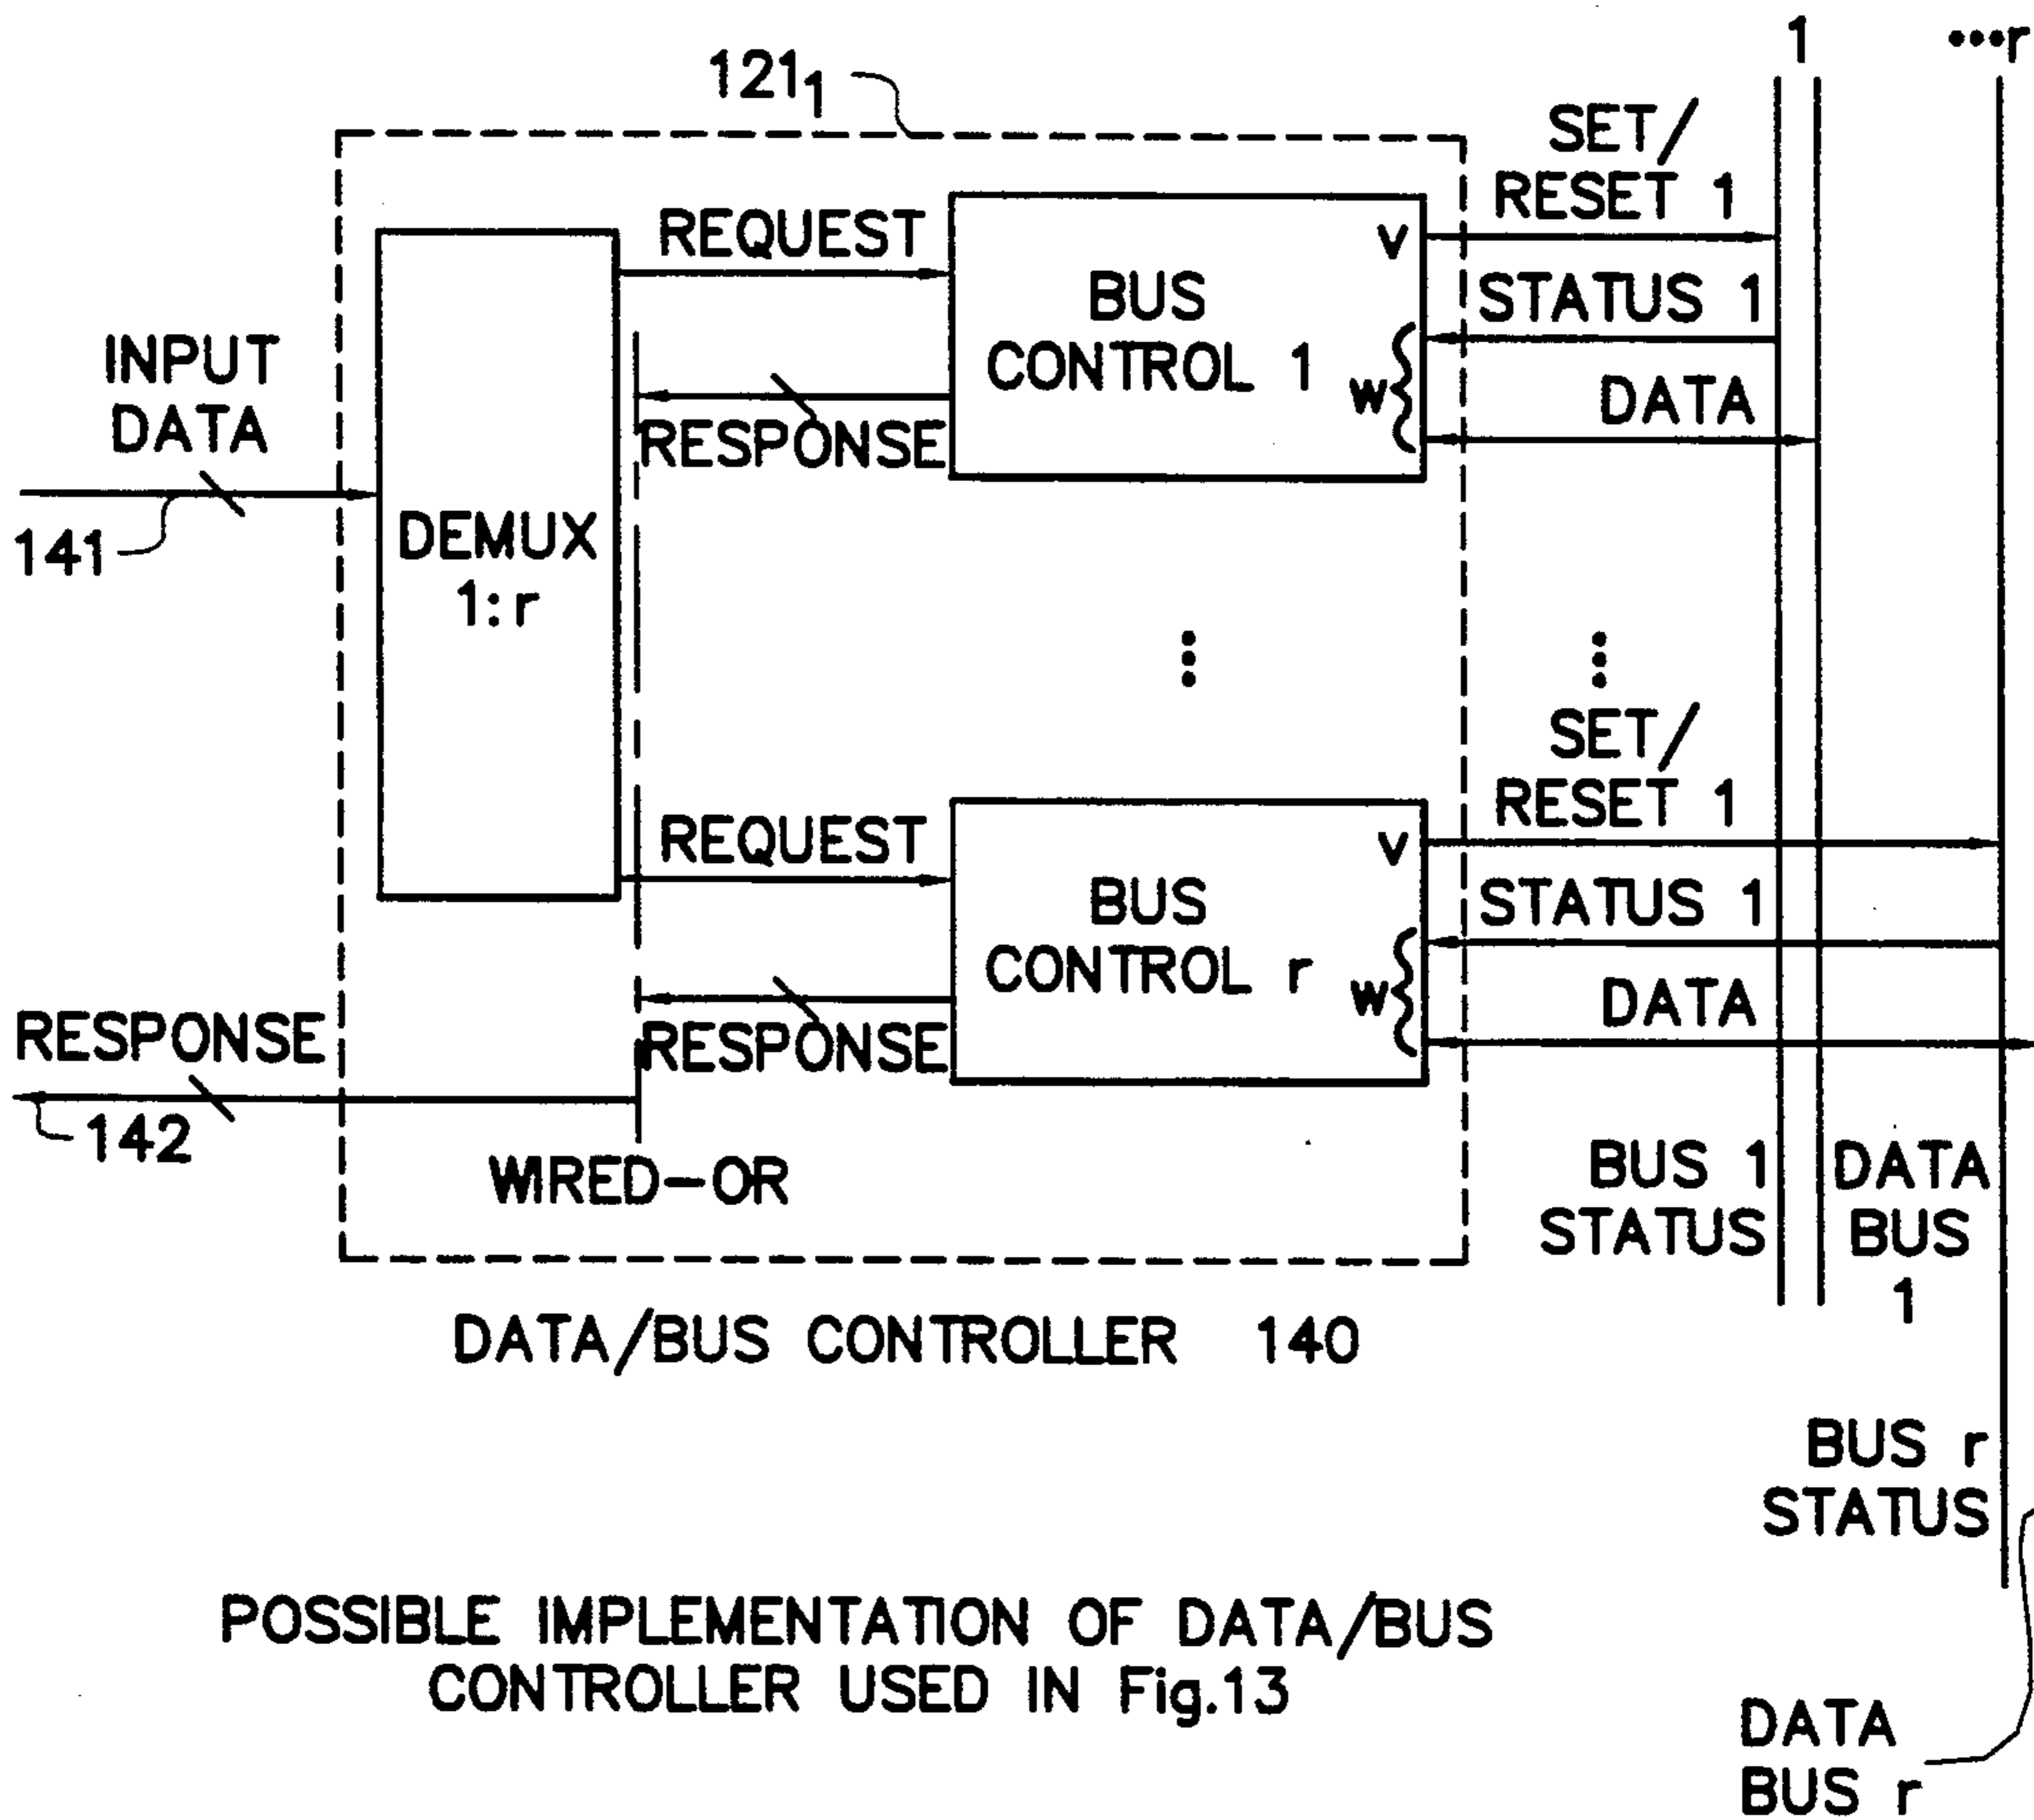 1 •••r
121₁
SET/
RESET 1
REQUEST
V
BUS
CONTROL 1
STATUS 1
INPUT
DATA
W
DATA
RESPONSE
141
DEMUX
1:r
SET/
RESET 1
REQUEST
V
BUS
CONTROL r
STATUS 1
W
DATA
RESPONSE
RESPONSE
142
WIRED-OR
BUS 1
STATUS
DATA
BUS
1
DATA/BUS CONTROLLER 140
BUS r
STATUS
POSSIBLE IMPLEMENTATION OF DATA/BUS
CONTROLLER USED IN Fig.13
DATA
BUS r